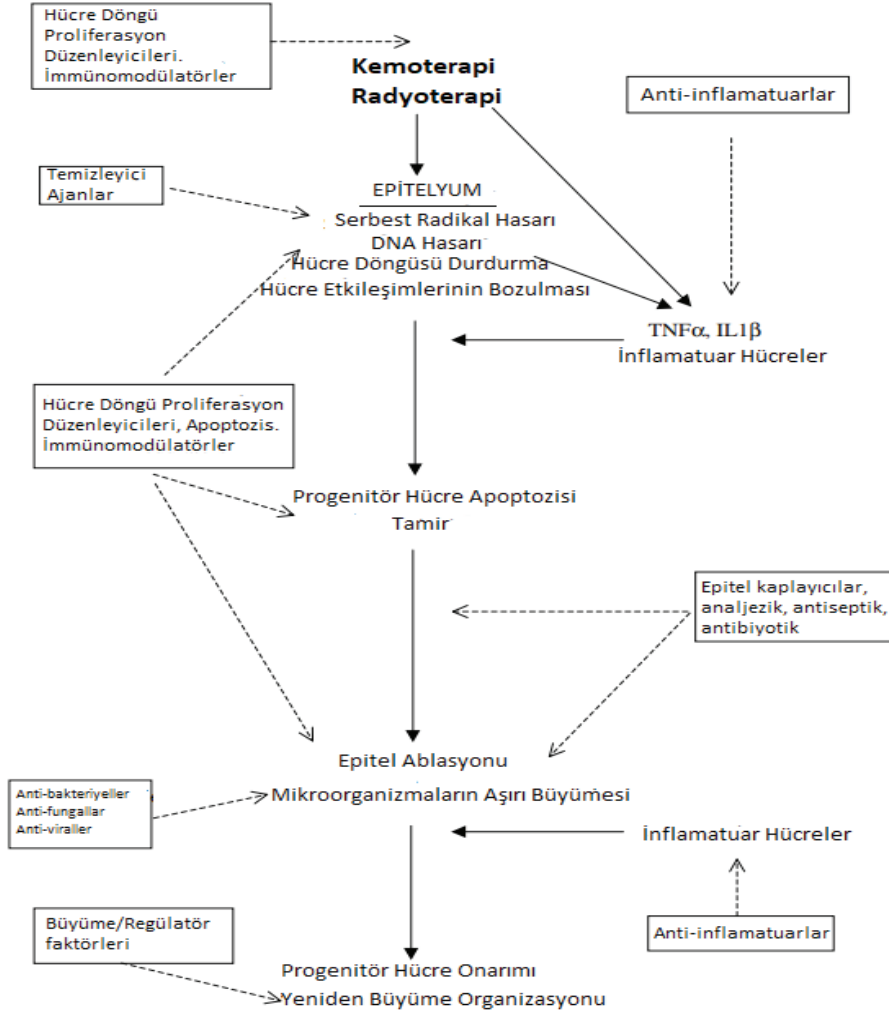 Hücre Döngü
Proliferasyon
Düzenleyicileri.
İmmünomodülatörler
Kemoterapi
Radyoterapi
Anti-inflamatuarlar
Temizleyici
Ajanlar
EPİTELYUM
Serbest Radikal Hasarı
DNA Hasarı
Hücre Döngüsü Durdurma
Hücre Etkileşimlerinin Bozulması
TNFα, IL1β
İnflamatuar Hücreler
Hücre Döngü Proliferasyon
Düzenleyicileri, Apoptozis.
İmmünomodülatörler
Progenitör Hücre Apoptozisi
Tamir
Epitel kaplayıcılar,
analjezik, antiseptik,
antibiyotik
Epitel Ablasyonu
Mikroorganizmaların Aşırı Büyümesi
Anti-bakteriyeller
Anti-fungallar
Anti-viraller
İnflamatuar Hücreler
Büyüme/Regülatör
faktörleri
Anti-inflamatuarlar
Progenitör Hücre Onarımı
Yeniden Büyüme Organizasyonu